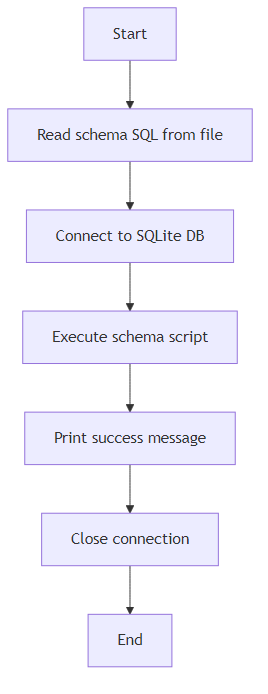 Start
Read schema SQL from file
Connect to SQLite DB
Execute schema script
Print success message
Close connection
End